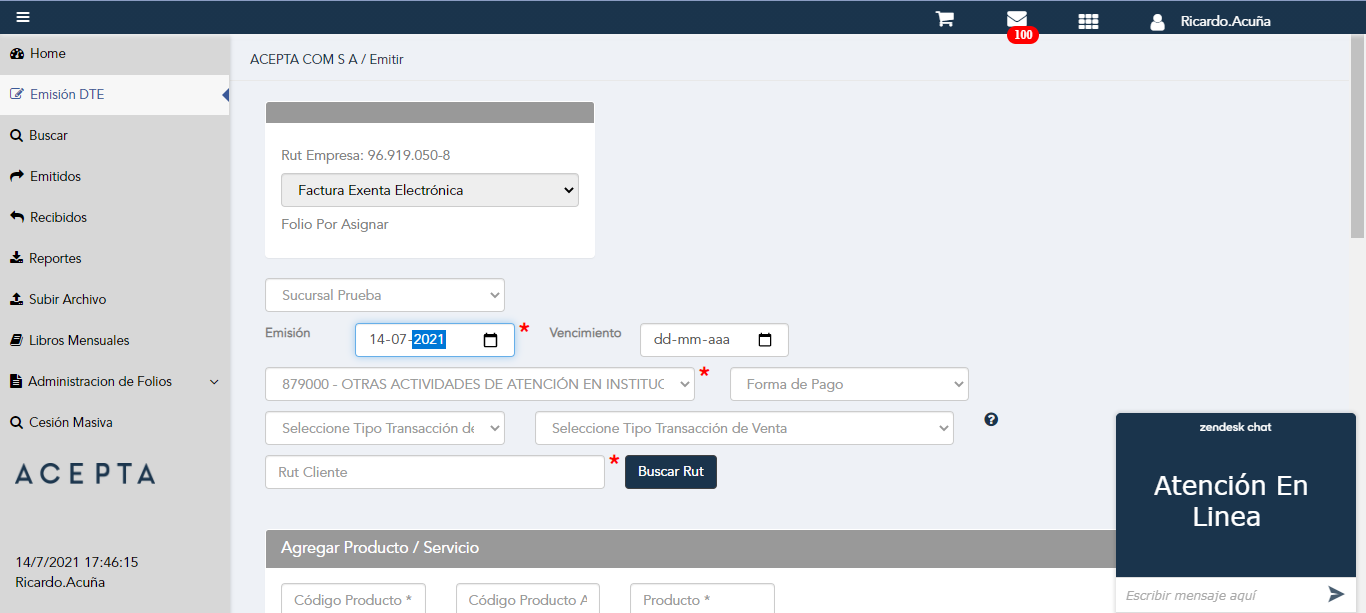 Ricardo.Acuña
100
Home
Emisión DTE
Buscar
Emitidos
Recibidos
Reportes
Subir Archivo
Libros Mensuales
Administracion de Folios
Cesión Masiva
ACEPTA
14/7/2021 17:46:15
Ricardo.Acuña
ACEPTA COM S A / Emitir
Rut Empresa: 96.919.050-8
Factura Exenta Electrónica
Folio Por Asignar
Sucursal Prueba
Emisión 14-07-2021 * Vencimiento dd-mm-aaa
879000 - OTRAS ACTIVIDADES DE ATENCIÓN EN INSTITUC * Forma de Pago
Seleccione Tipo Transacción de Seleccione Tipo Transacción de Venta ?
Rut Cliente * Buscar Rut
Agregar Producto / Servicio
Código Producto * Código Producto A Producto *
zendesk chat
Atención En
Linea
Escribir mensaje aquí